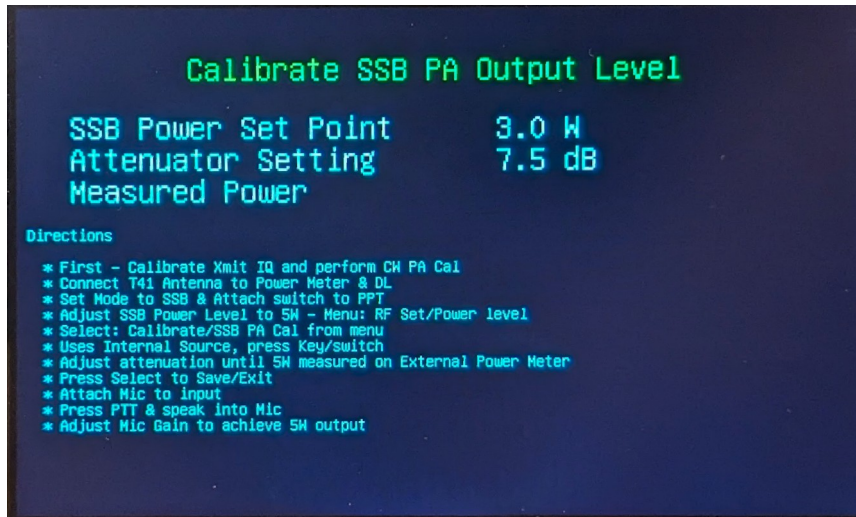 Calibrate SSB PA Output Level
SSB Power Set Point 3.0 W
Attenuator Setting 7.5 dB
Measured Power
Directions
* First - Calibrate Xmit IQ and perform CW PA Cal
* Connect T41 Antenna to Power Meter & DL
* Set Mode to SSB & Attach switch to PPT
* Adjust SSB Power Level to 5W - Menu: RF Set/Power level
* Select: Calibrate/SSB PA Cal from menu
* Uses Internal Source, press Key/switch
* Adjust attenuation until 5W measured on External Power Meter
* Press Select to Save/Exit
* Attach Mic to input
* Press PTT & speak into Mic
* Adjust Mic Gain to achieve 5W output